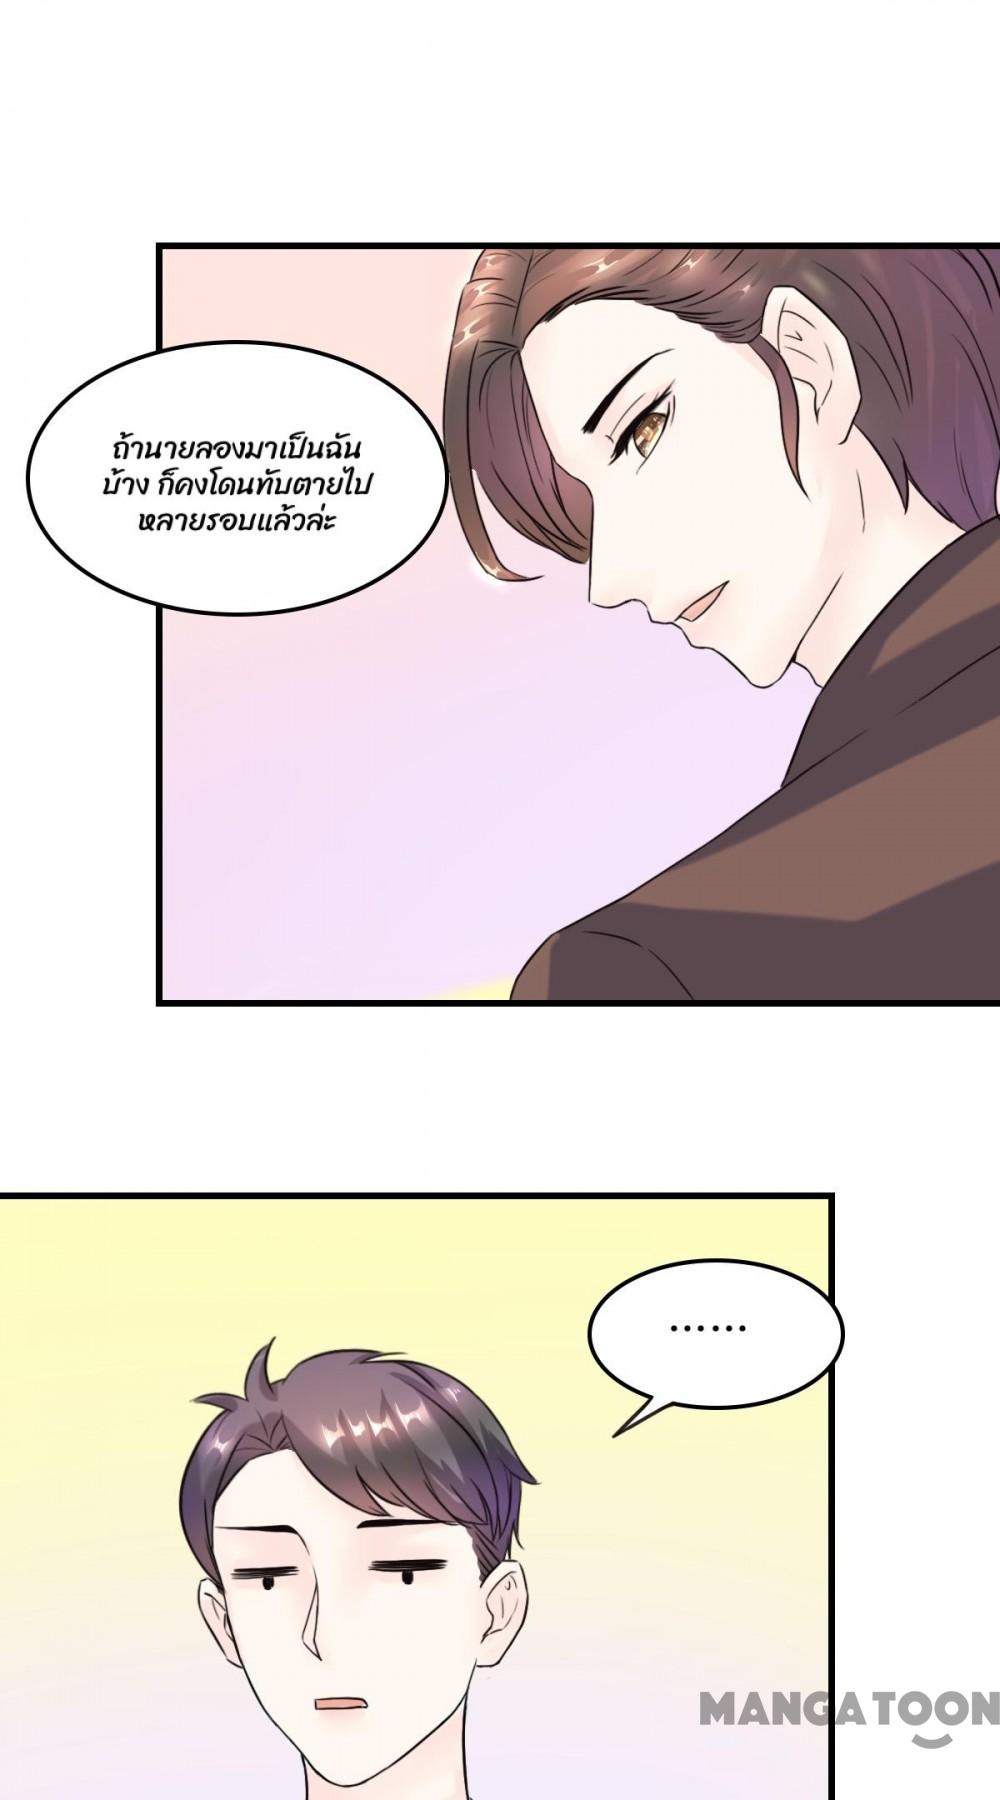 ถ้านายลองมาเป็นฉัน
บ้าง ก็คงโดนทับตายไป
หลายรอบแล้วล่ะ
......
MANGATOON